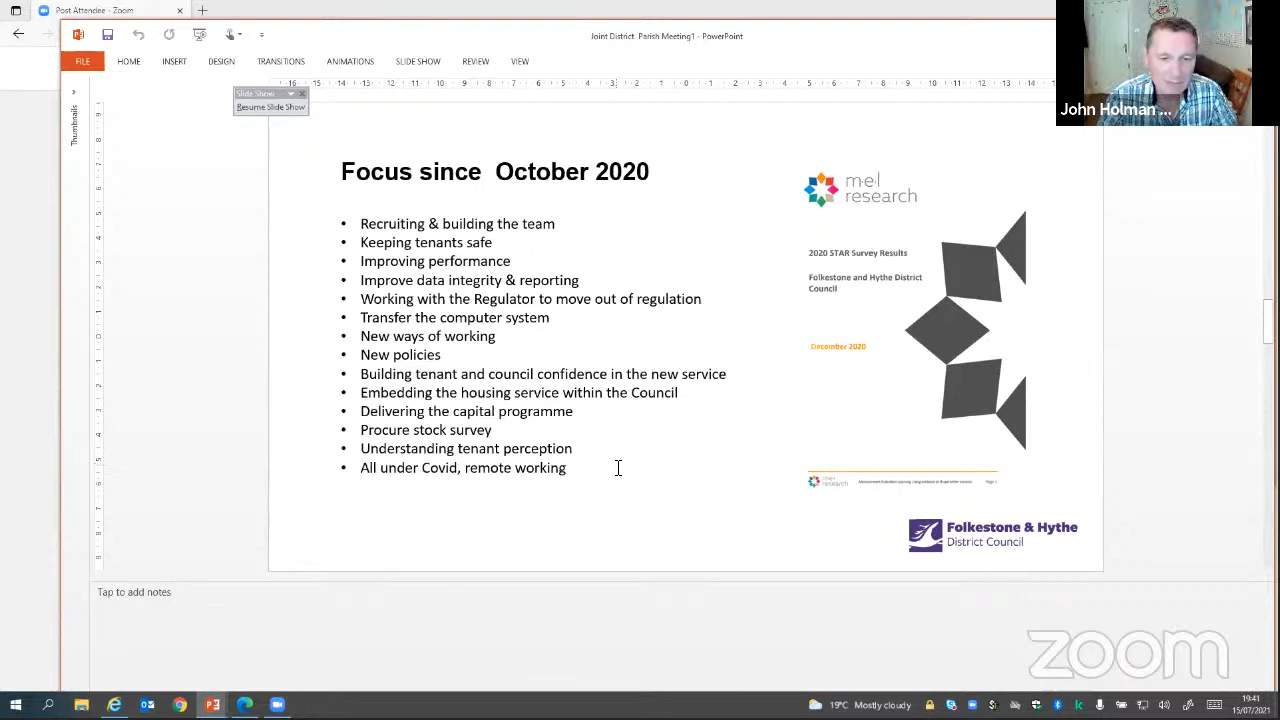 Post Attendee - Zoom
Joint District Parish Meeting1 - PowerPoint
FILE HOME INSERT DESIGN TRANSITIONS ANIMATIONS SLIDE SHOW REVIEW VIEW
Slide Show
Resume Slide Show
Thumbnails
John Holman ...
Focus since October 2020
• Recruiting & building the team
• Keeping tenants safe
• Improving performance
• Improve data integrity & reporting
• Working with the Regulator to move out of regulation
• Transfer the computer system
• New ways of working
• New policies
• Building tenant and council confidence in the new service
• Embedding the housing service within the Council
• Delivering the capital programme
• Procure stock survey
• Understanding tenant perception
• All under Covid, remote working
m·e·l
research
2020 STAR Survey Results
Folkestone and Hythe District
Council
December 2020
m·e·l
research
Page 1
Folkestone & Hythe
District Council
Tap to add notes
zoom
19°C Mostly cloudy
19:41
15/07/2021